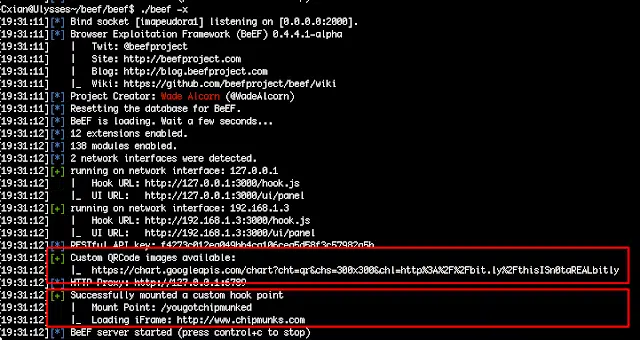 Cxian@Ulysses~/beef/beef$ ./beef -x
[19:31:11][*] Bind socket [imapeudora1] listening on [0.0.0.0:2000].
[19:31:11][*] Browser Exploitation Framework (BeEF) 0.4.4.1-alpha
[19:31:11]    |   Twit: @beefproject
[19:31:11]    |   Site: http://beefproject.com
[19:31:11]    |   Blog: http://blog.beefproject.com
[19:31:11]    |_  Wiki: https://github.com/beefproject/beef/wiki
[19:31:11][*] Project Creator: Wade Alcorn (@WadeAlcorn)
[19:31:11][*] Resetting the database for BeEF.
[19:31:12][*] BeEF is loading. Wait a few seconds...
[19:31:12][*] 12 extensions enabled.
[19:31:12][*] 138 modules enabled.
[19:31:12][*] 2 network interfaces were detected.
[19:31:12][+] running on network interface: 127.0.0.1
[19:31:12]    |   Hook URL: http://127.0.0.1:3000/hook.js
[19:31:12]    |_  UI URL:   http://127.0.0.1:3000/ui/panel
[19:31:12][+] running on network interface: 192.168.1.3
[19:31:12]    |   Hook URL: http://192.168.1.3:3000/hook.js
[19:31:12]    |_  UI URL:   http://192.168.1.3:3000/ui/panel
[19:31:12][*] RESTful API key:
[19:31:12][+] Custom QRCode images available:
[19:31:12]    |_  https://chart.googleapis.com/chart?cht=qr&chs=300x300&chl=http%3A%2F%2Fbit.ly%2FthisISn0taREALbitly
[19:31:12][*] HTTP Proxy: http://127.0.0.1:6789
[19:31:12][+] Successfully mounted a custom hook point
[19:31:12]    |   Mount Point: /yougotchipmunked
[19:31:12]    |_  Loading iFrame: http://www.chipmunks.com
[19:31:12][*] BeEF server started (press control+c to stop)